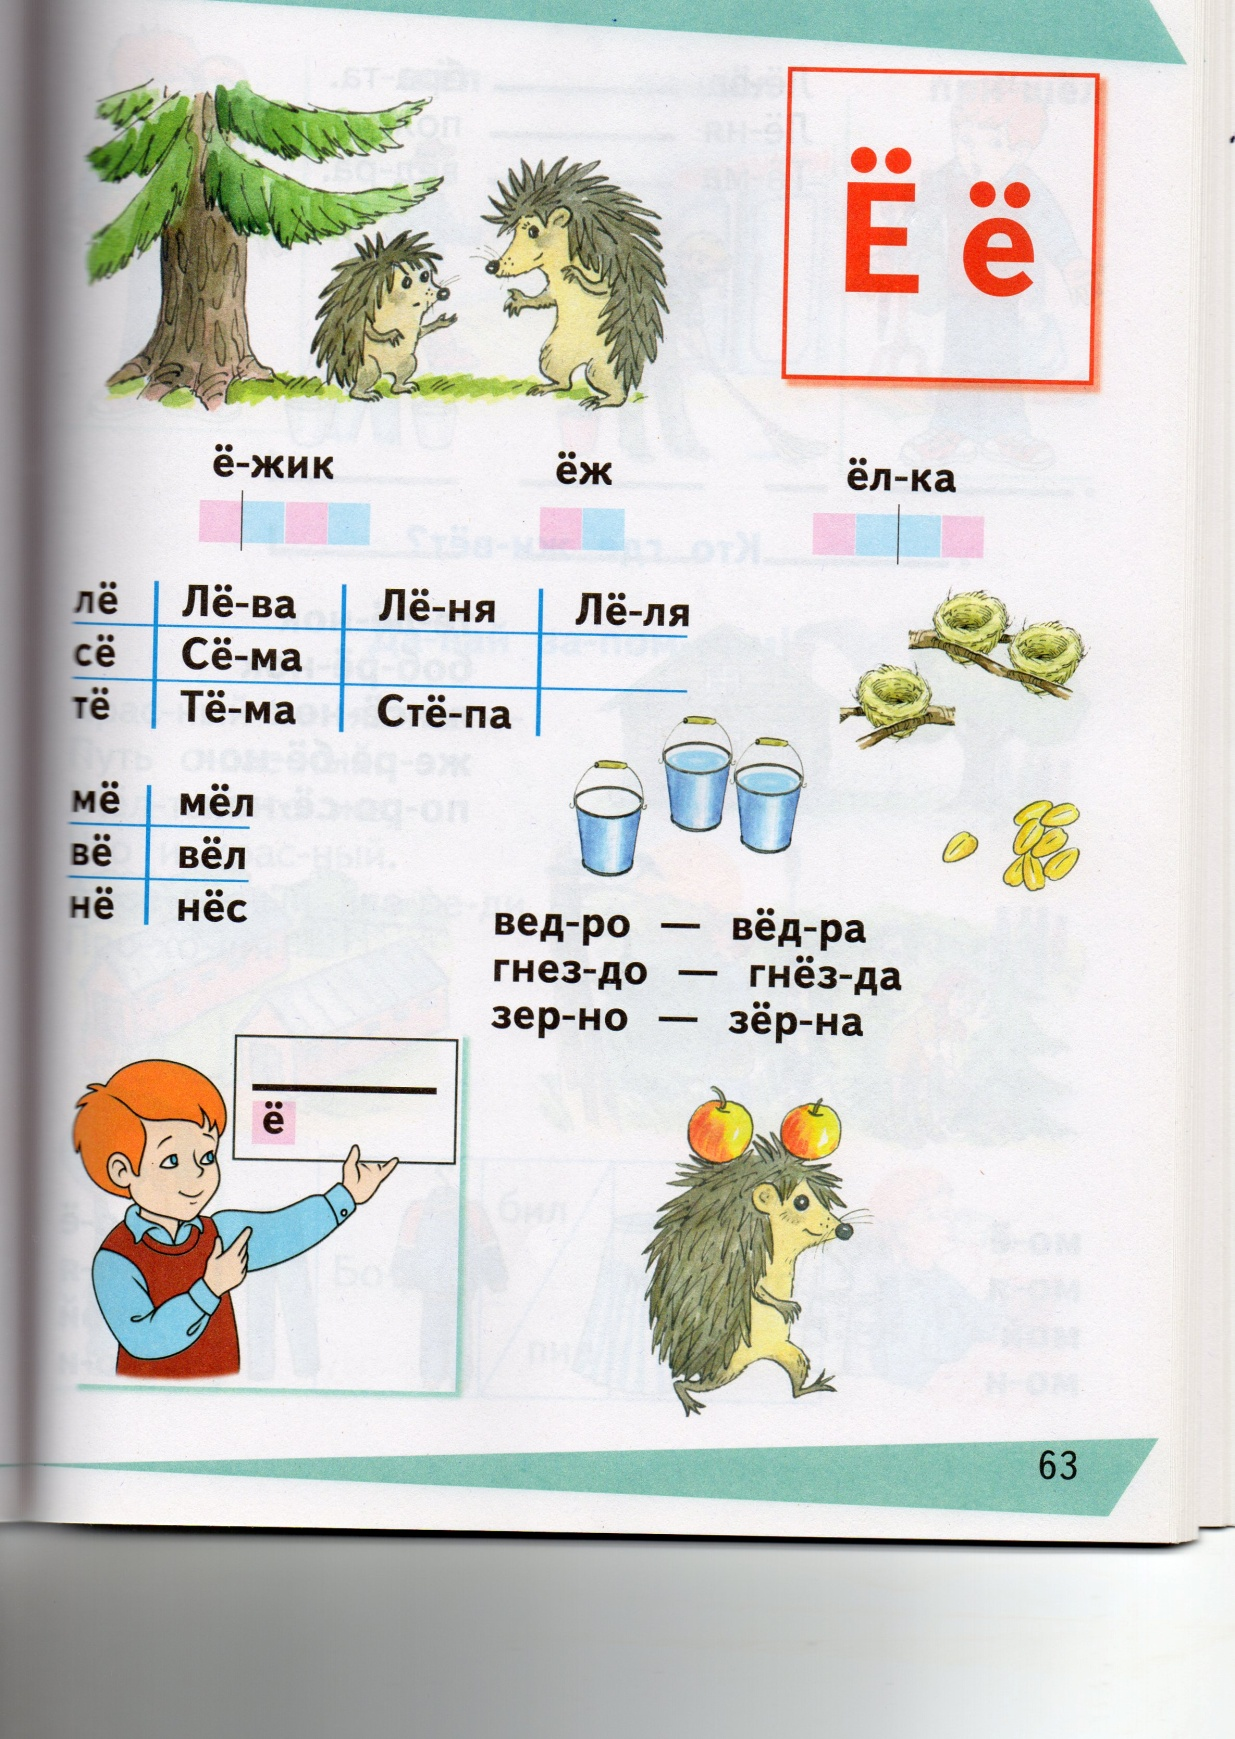 Ё ё
ё-жик ёж ёл-ка
лё Лё-ва Лё-ня Лё-ля
сё Сё-ма
тё Тё-ма Стё-па
мё мёл
вё вёл
нё нёс
вед-ро — вёд-ра
гнез-до — гнёз-да
зер-но — зёр-на
ё
63